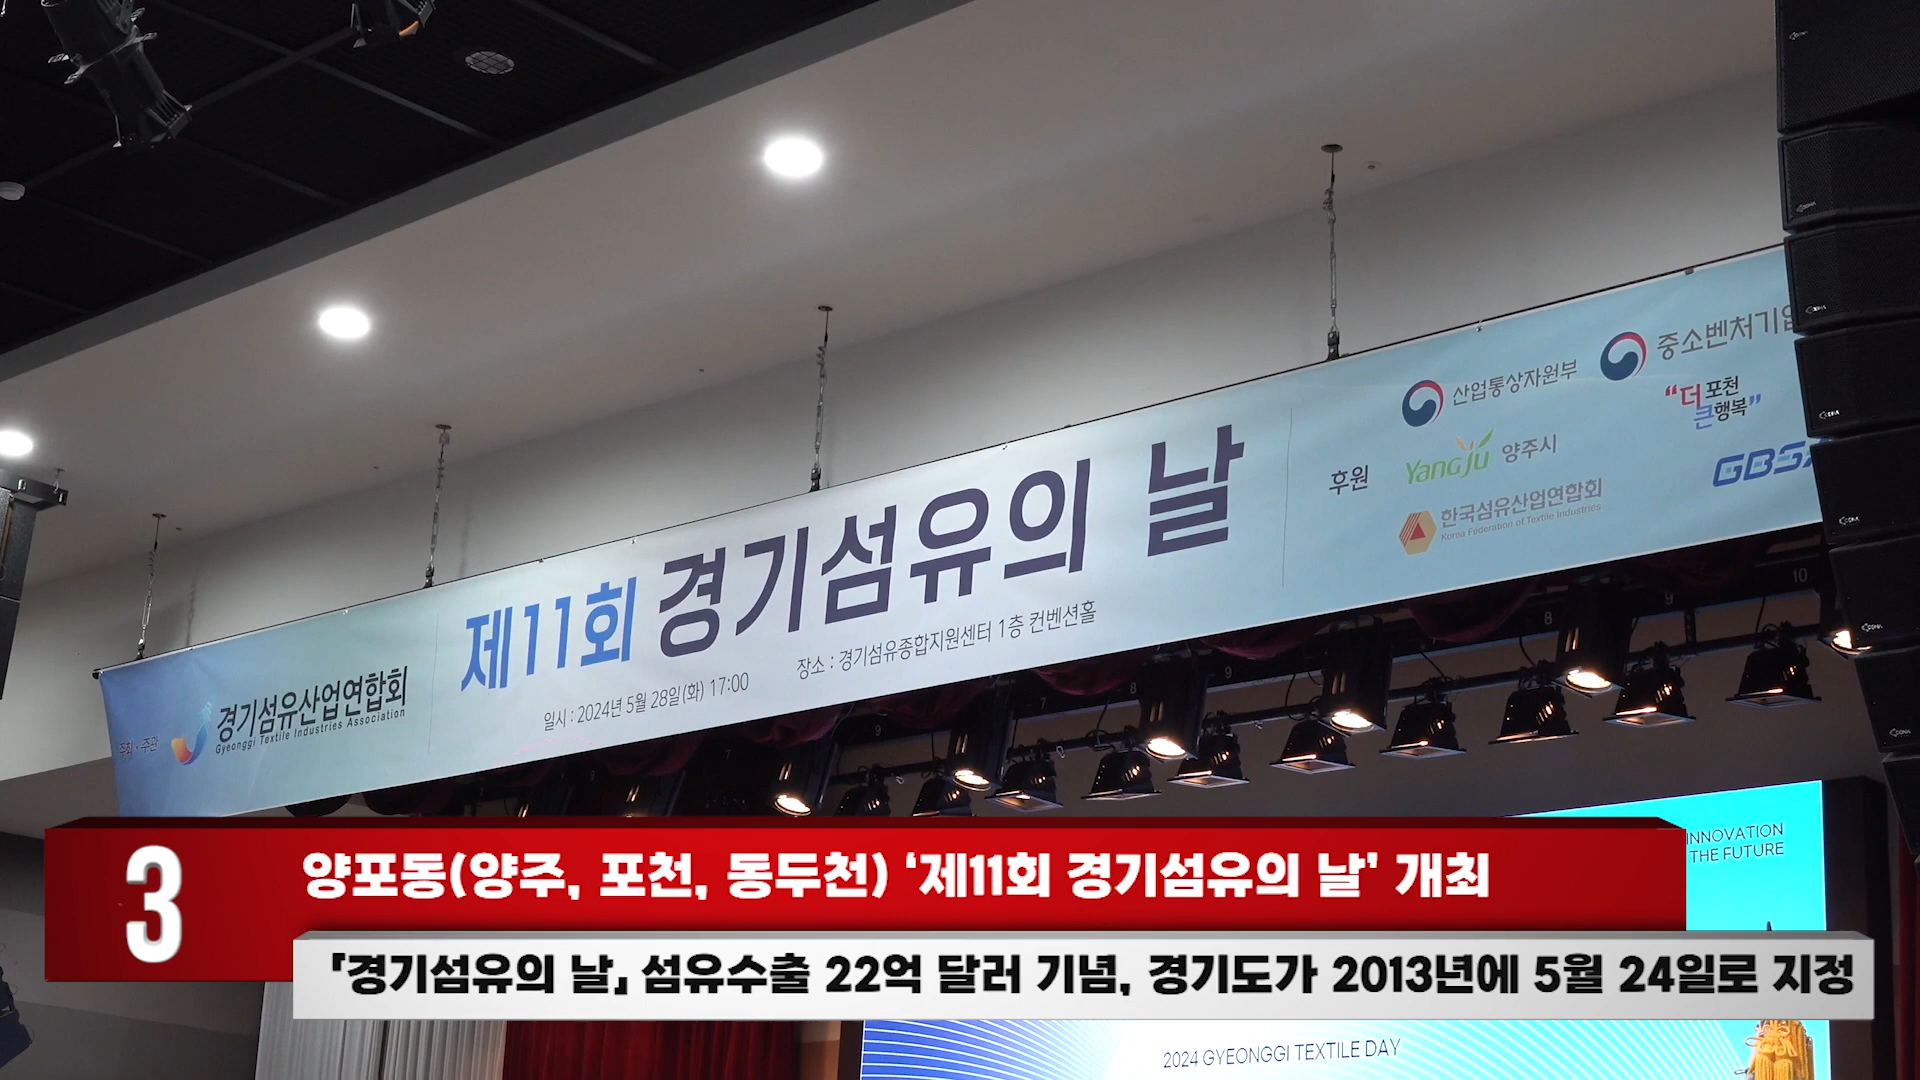 산업통상자원부
중소벤처기업
"더 포천
큰 행복"
후원
YangJu 양주시
GBSA
한국섬유산업연합회
Korea Federation of Textile Industries
제11회 경기섬유의 날
일시 : 2024년 5월 28일(화) 17:00
장소 : 경기섬유종합지원센터 1층 컨벤션홀
주최 · 주관
경기섬유산업연합회
Gyeonggi Textile Industries Association
INNOVATION
THE FUTURE
3
양포동(양주, 포천, 동두천) ‘제11회 경기섬유의 날’ 개최
「경기섬유의 날」 섬유수출 22억 달러 기념, 경기도가 2013년에 5월 24일로 지정
2024 GYEONGGI TEXTILE DAY